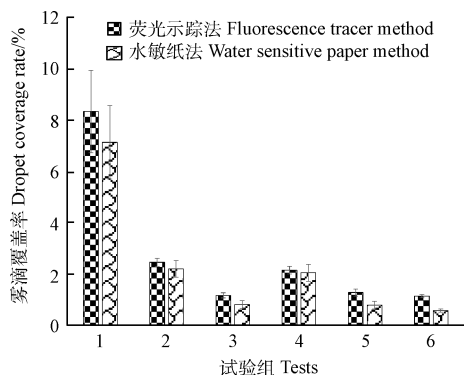 雾滴覆盖率 Dropet coverage rate/%
12
10
8
6
4
2
0
荧光示踪法 Fluorescence tracer method
水敏纸法 Water sensitive paper method
1 2 3 4 5 6
试验组 Tests